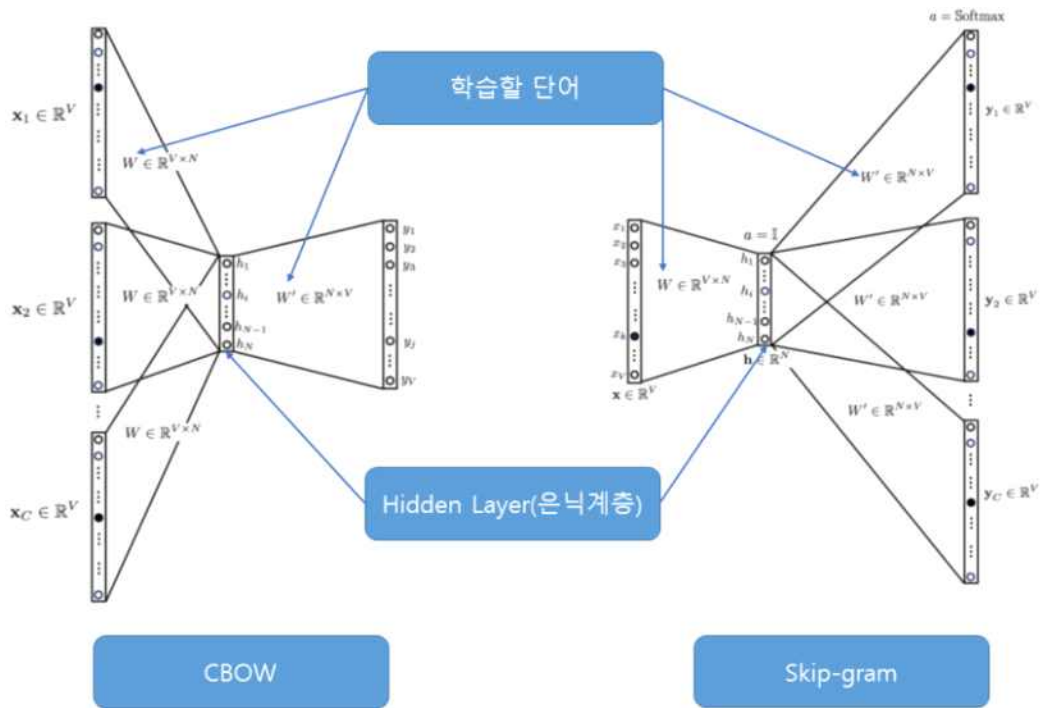 a = Softmax
학습할 단어
x₁ ∈ ℝ^V
W ∈ ℝ^{V×N}
W' ∈ ℝ^{N×V}
y₁ ∈ ℝ^V
x₂ ∈ ℝ^V
W ∈ ℝ^{V×N}
h₁
hᵢ
h_{N-1}
h_N
W' ∈ ℝ^{N×V}
y₁
y₂
y₃
y_j
y_V
x₁
x₂
x₃
x_k
x_V
x ∈ ℝ^V
W ∈ ℝ^{V×N}
a = 𝕀
h₁
hᵢ
h_{N-1}
h_N
h ∈ ℝ^N
W' ∈ ℝ^{N×V}
y₂ ∈ ℝ^V
W ∈ ℝ^{V×N}
W' ∈ ℝ^{N×V}
x_C ∈ ℝ^V
Hidden Layer(은닉계층)
y_C ∈ ℝ^V
CBOW
Skip-gram